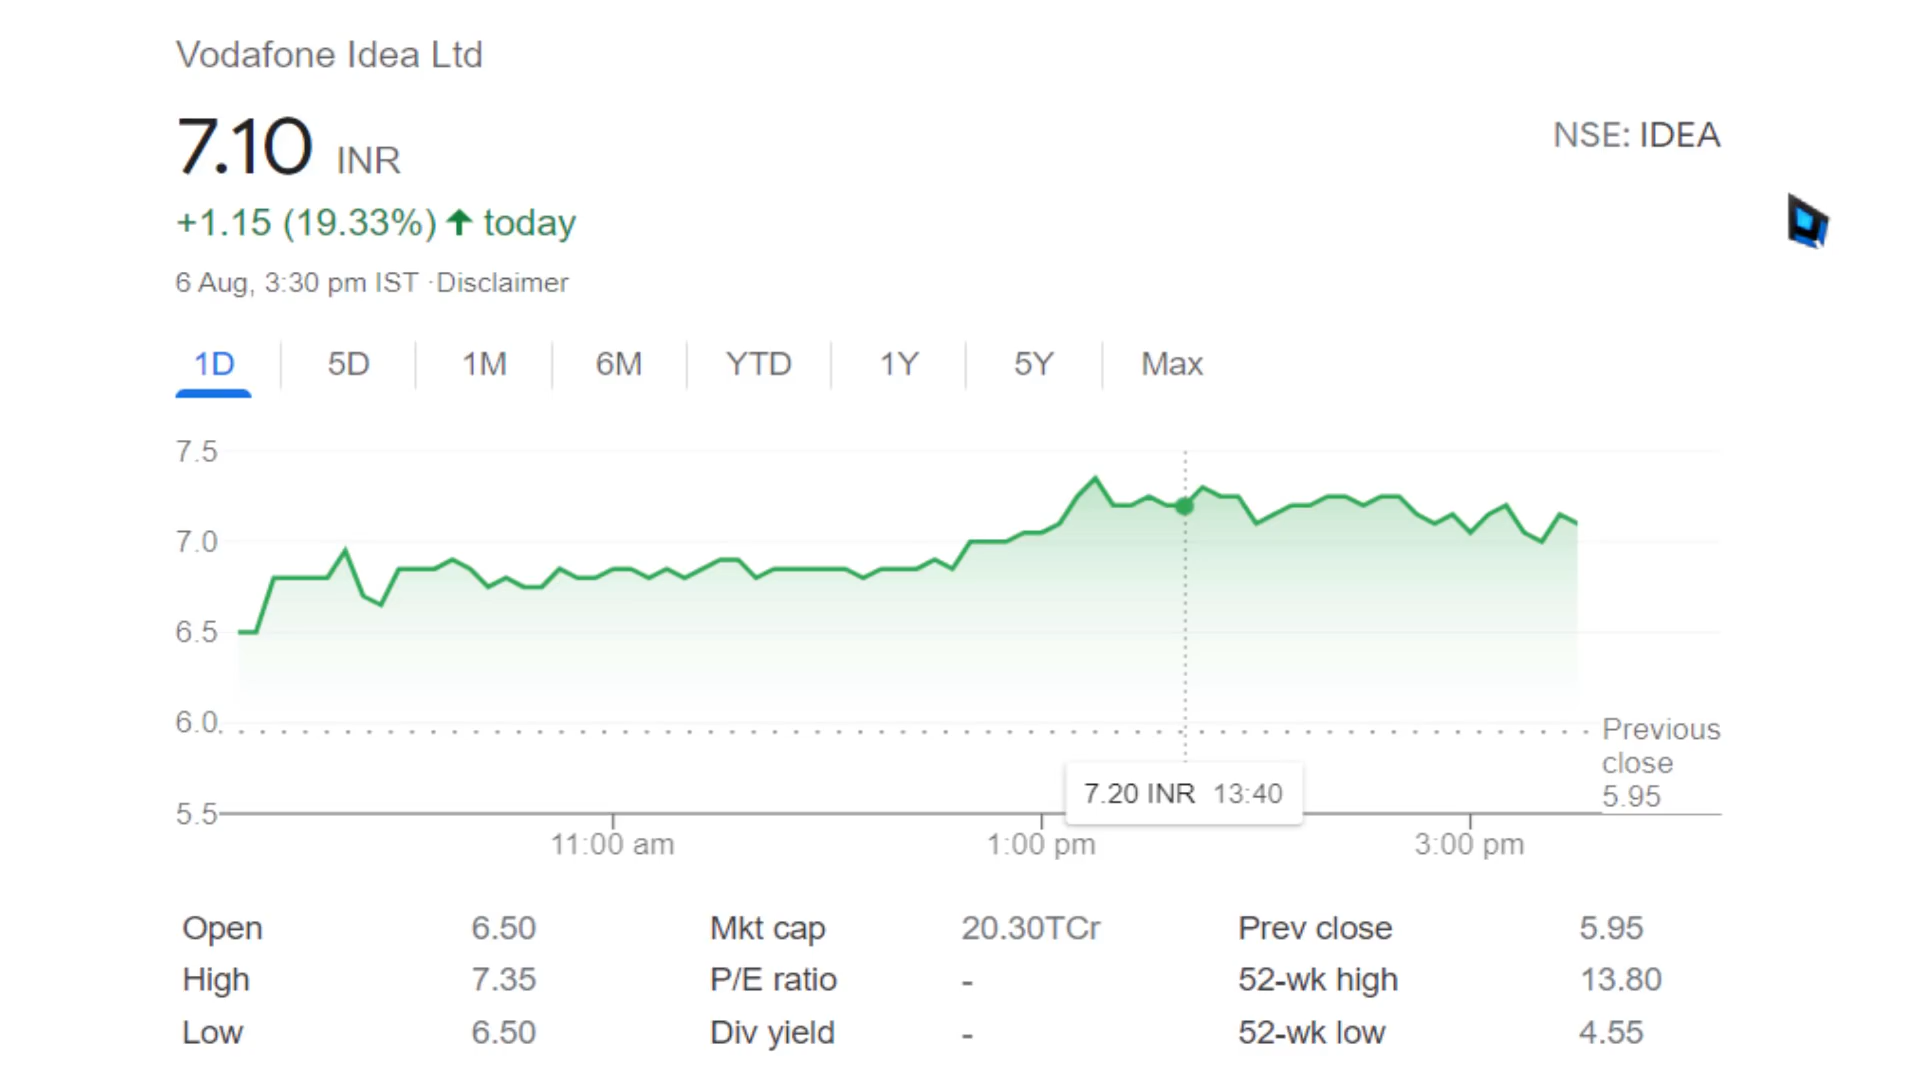 Vodafone Idea Ltd
7.10 INR
NSE: IDEA
+1.15 (19.33%) ↑ today
6 Aug, 3:30 pm IST ·Disclaimer
1D 5D 1M 6M YTD 1Y 5Y Max
7.5
7.0
6.5
6.0
Previous
close
5.95
7.20 INR 13:40
5.5
11:00 am 1:00 pm 3:00 pm
Open 6.50 Mkt cap 20.30TCr Prev close 5.95
High 7.35 P/E ratio - 52-wk high 13.80
Low 6.50 Div yield - 52-wk low 4.55